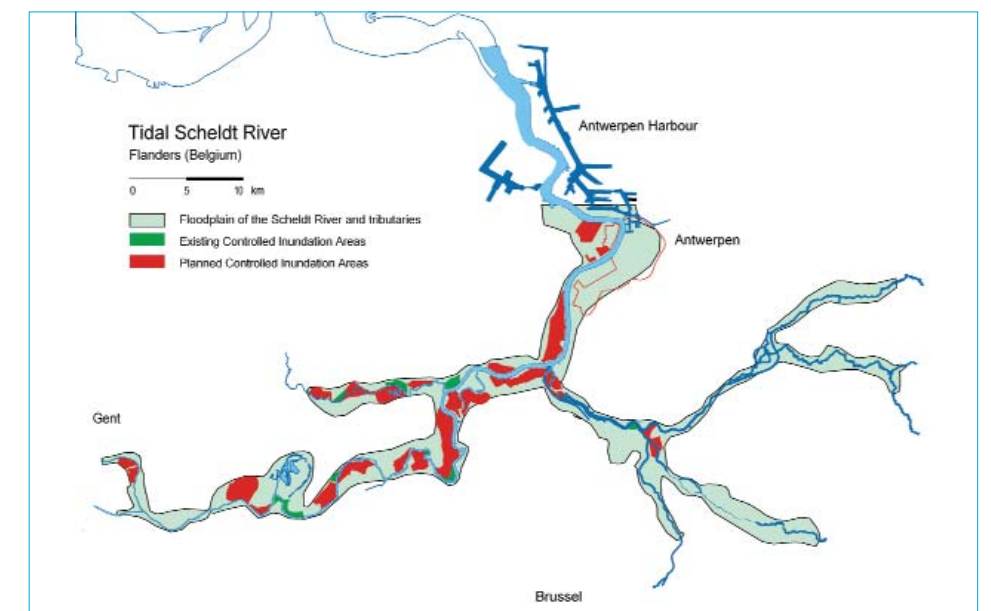 Tidal Scheldt River
Flanders (Belgium)
0 5 10 km
Floodplain of the Scheldt River and tributaries
Existing Controlled Inundation Areas
Planned Controlled Inundation Areas
Antwerpen Harbour
Antwerpen
Gent
Brussel